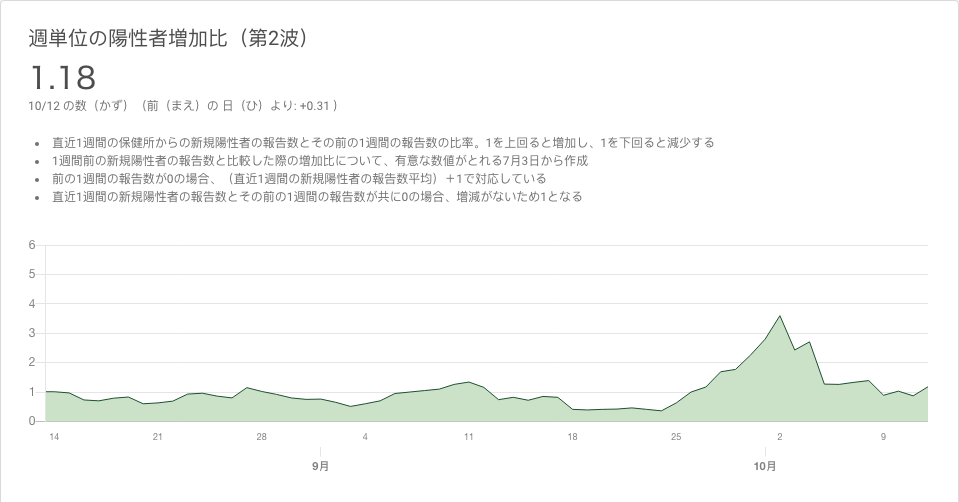 週単位の陽性者増加比（第2波）
1.18
10/12 の数（かず）（前（まえ）の 日（ひ）より: +0.31 ）
• 直近1週間の保健所からの新規陽性者の報告数とその前の1週間の報告数の比率。1を上回ると増加し、1を下回ると減少する
• 1週間前の新規陽性者の報告数と比較した際の増加比について、有意な数値がとれる7月3日から作成
• 前の1週間の報告数が0の場合、（直近1週間の新規陽性者の報告数平均）＋1で対応している
• 直近1週間の新規陽性者の報告数とその前の1週間の報告数が共に0の場合、増減がないため1となる
6
5
4
3
2
1
0
14 21 28 4 11 18 25 2 9
9月 10月